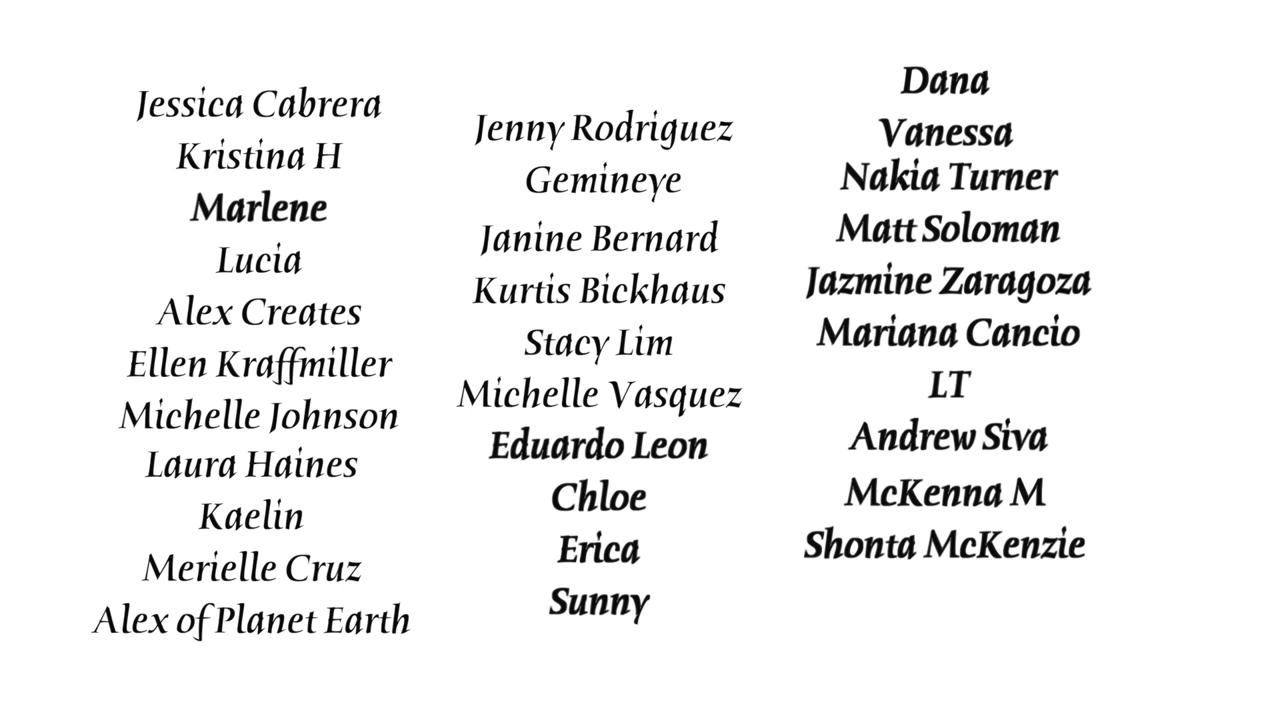 Jessica Cabrera
Kristina H
Marlene
Lucia
Alex Creates
Ellen Kraffmiller
Michelle Johnson
Laura Haines
Kaelin
Merielle Cruz
Alex of Planet Earth
Jenny Rodriguez
Gemineye
Janine Bernard
Kurtis Bickhaus
Stacy Lim
Michelle Vasquez
Eduardo Leon
Chloe
Erica
Sunny
Dana
Vanessa
Nakia Turner
Matt Soloman
Jazmine Zaragoza
Mariana Cancio
LT
Andrew Siva
McKenna M
Shonta McKenzie